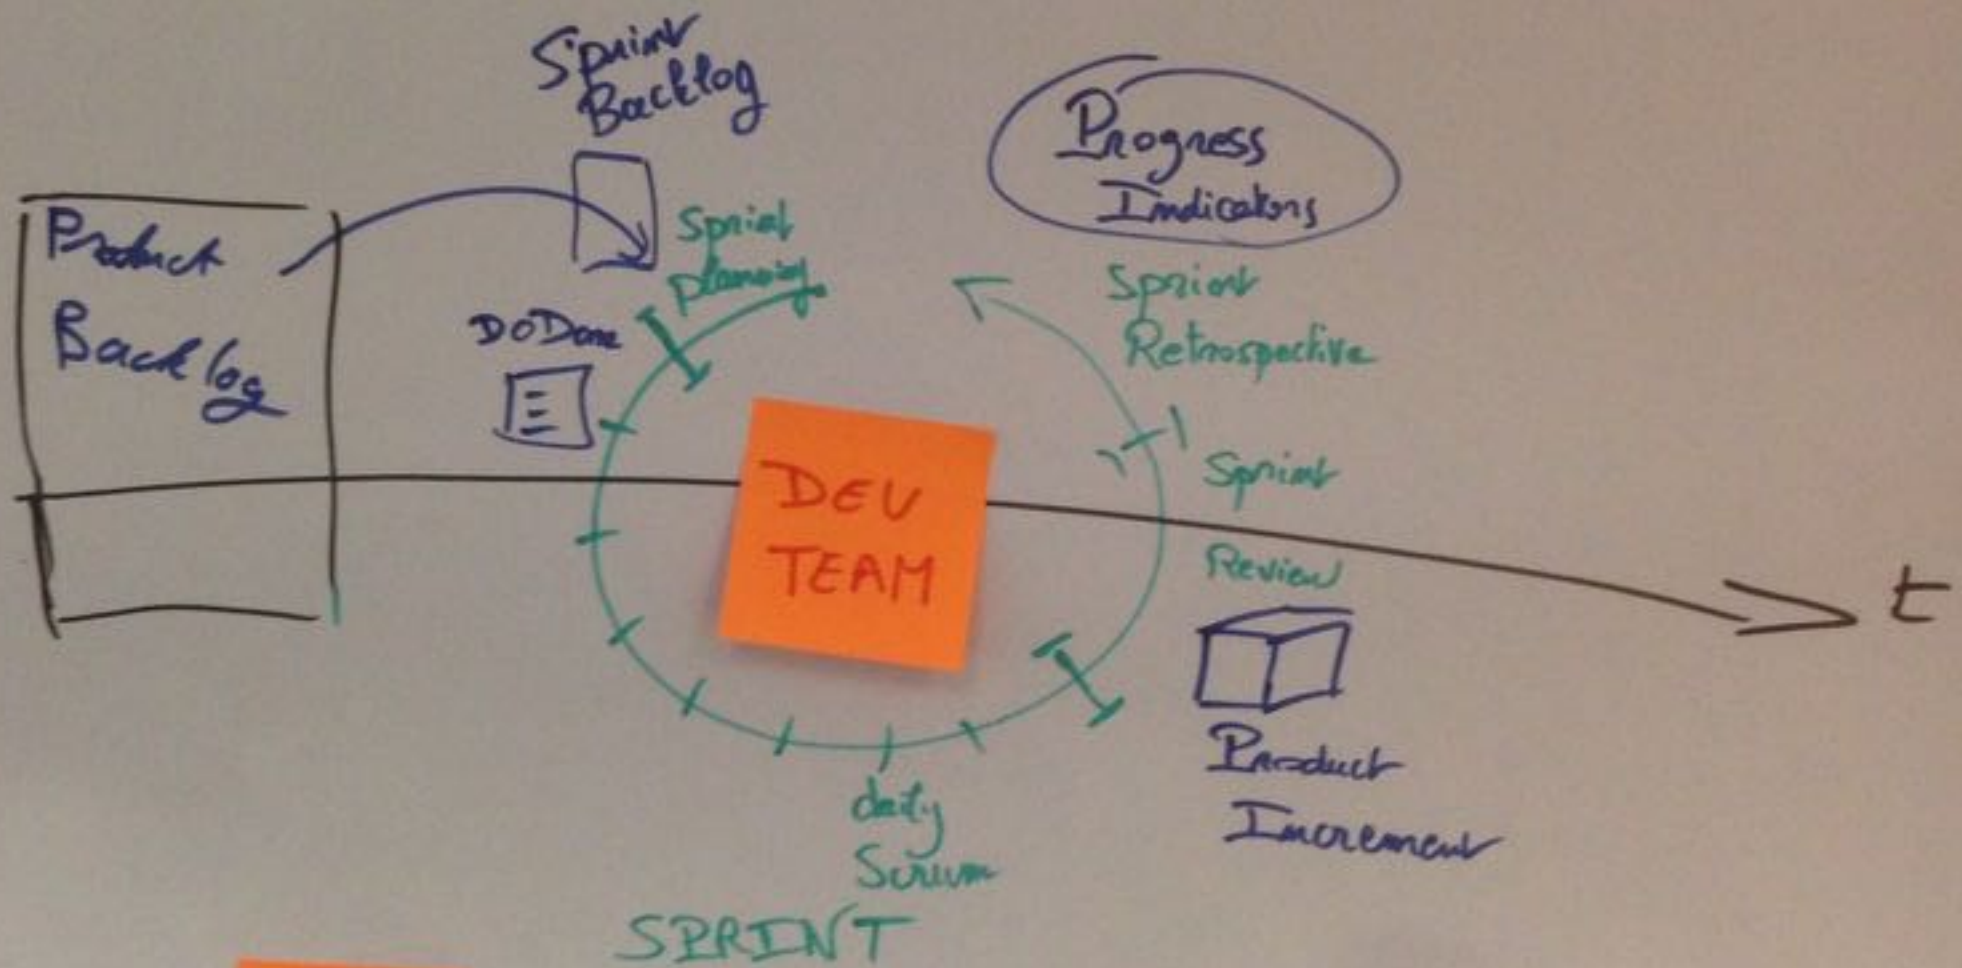 Sprint
Backlog
Progress
Indicators
Product
Backlog
Sprint
planning
DODone
Sprint
Retrospective
DEV
TEAM
Sprint
Review
t
Product
Increment
daily
Scrum
SPRINT